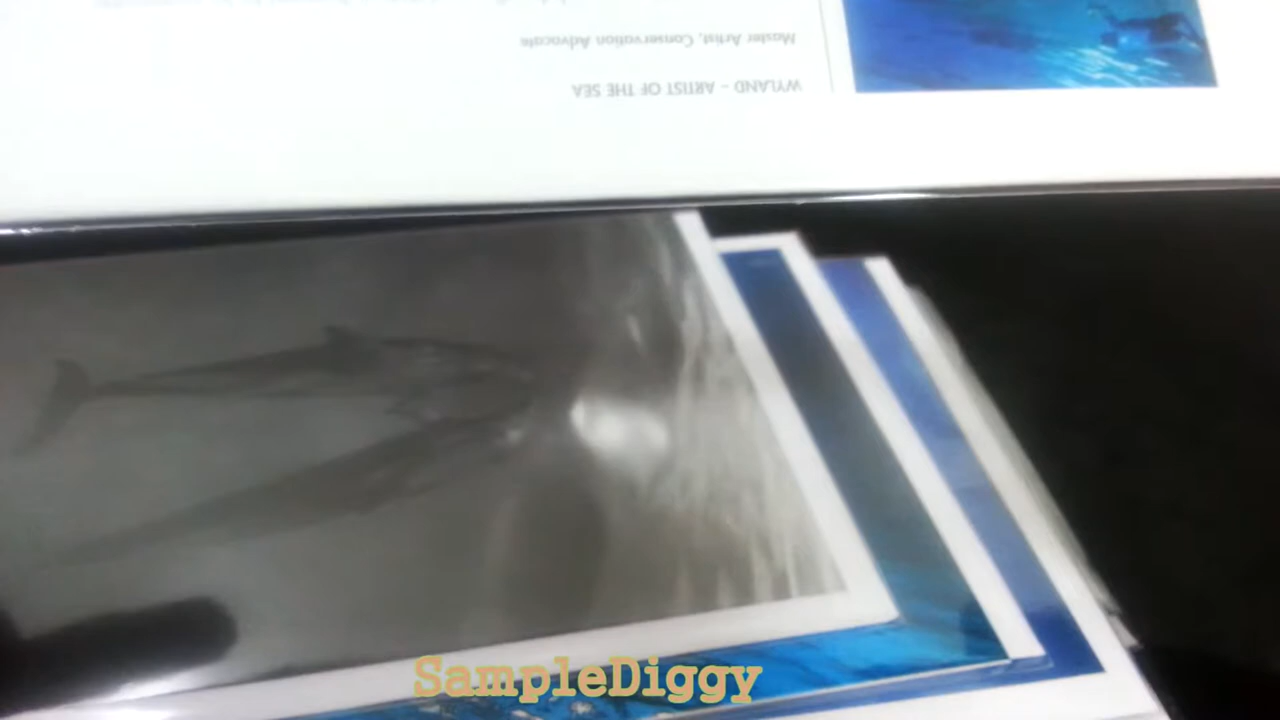 WYLAND – ARTIST OF THE SEA
Master Artist, Conservation Advocate
SampleDiggy